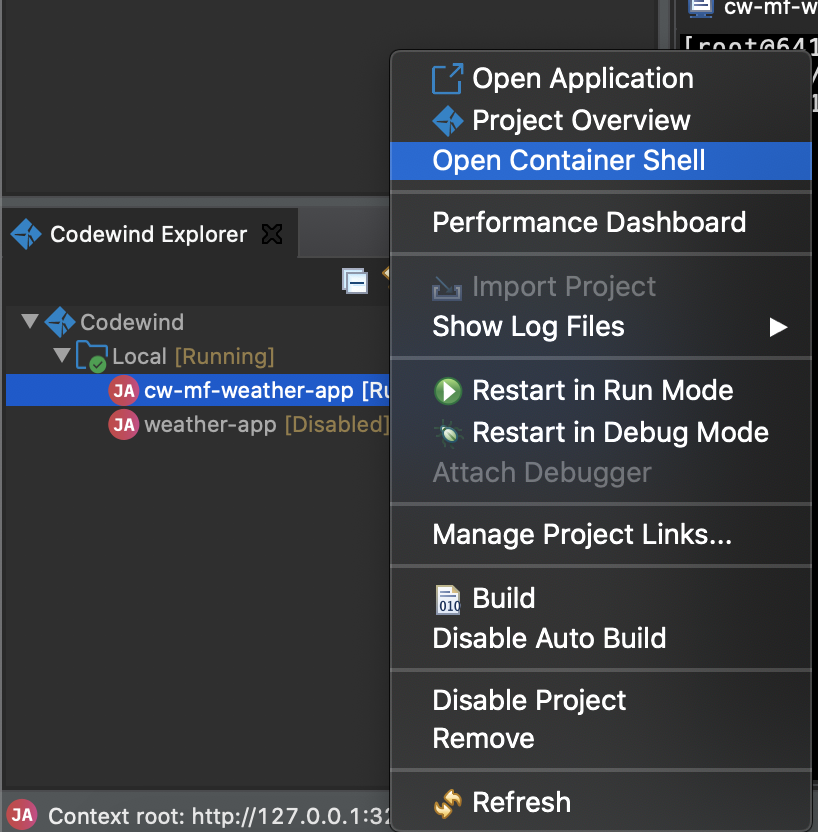 cw-mf-w
[root@641
Open Application
Project Overview
Open Container Shell
Performance Dashboard
Import Project
Show Log Files
Restart in Run Mode
Restart in Debug Mode
Attach Debugger
Manage Project Links...
010
Build
Disable Auto Build
Disable Project
Remove
Refresh
Codewind Explorer
Codewind
Local [Running]
JA cw-mf-weather-app [Ru
JA weather-app [Disabled]
JA Context root: http://127.0.0.1:32